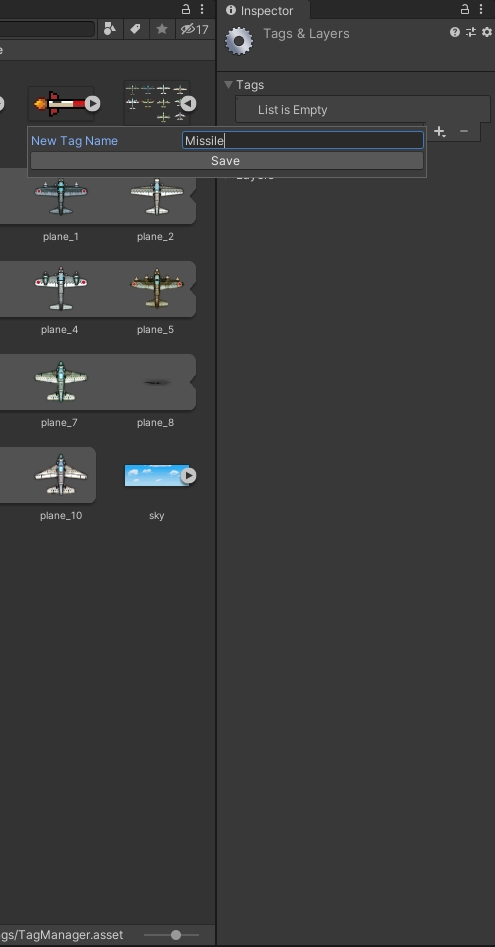 Inspector
17
Tags & Layers
e
Tags
List is Empty
New Tag Name
Missile
Save
plane_1
plane_2
plane_4
plane_5
plane_7
plane_8
plane_10
sky
gs/TagManager.asset